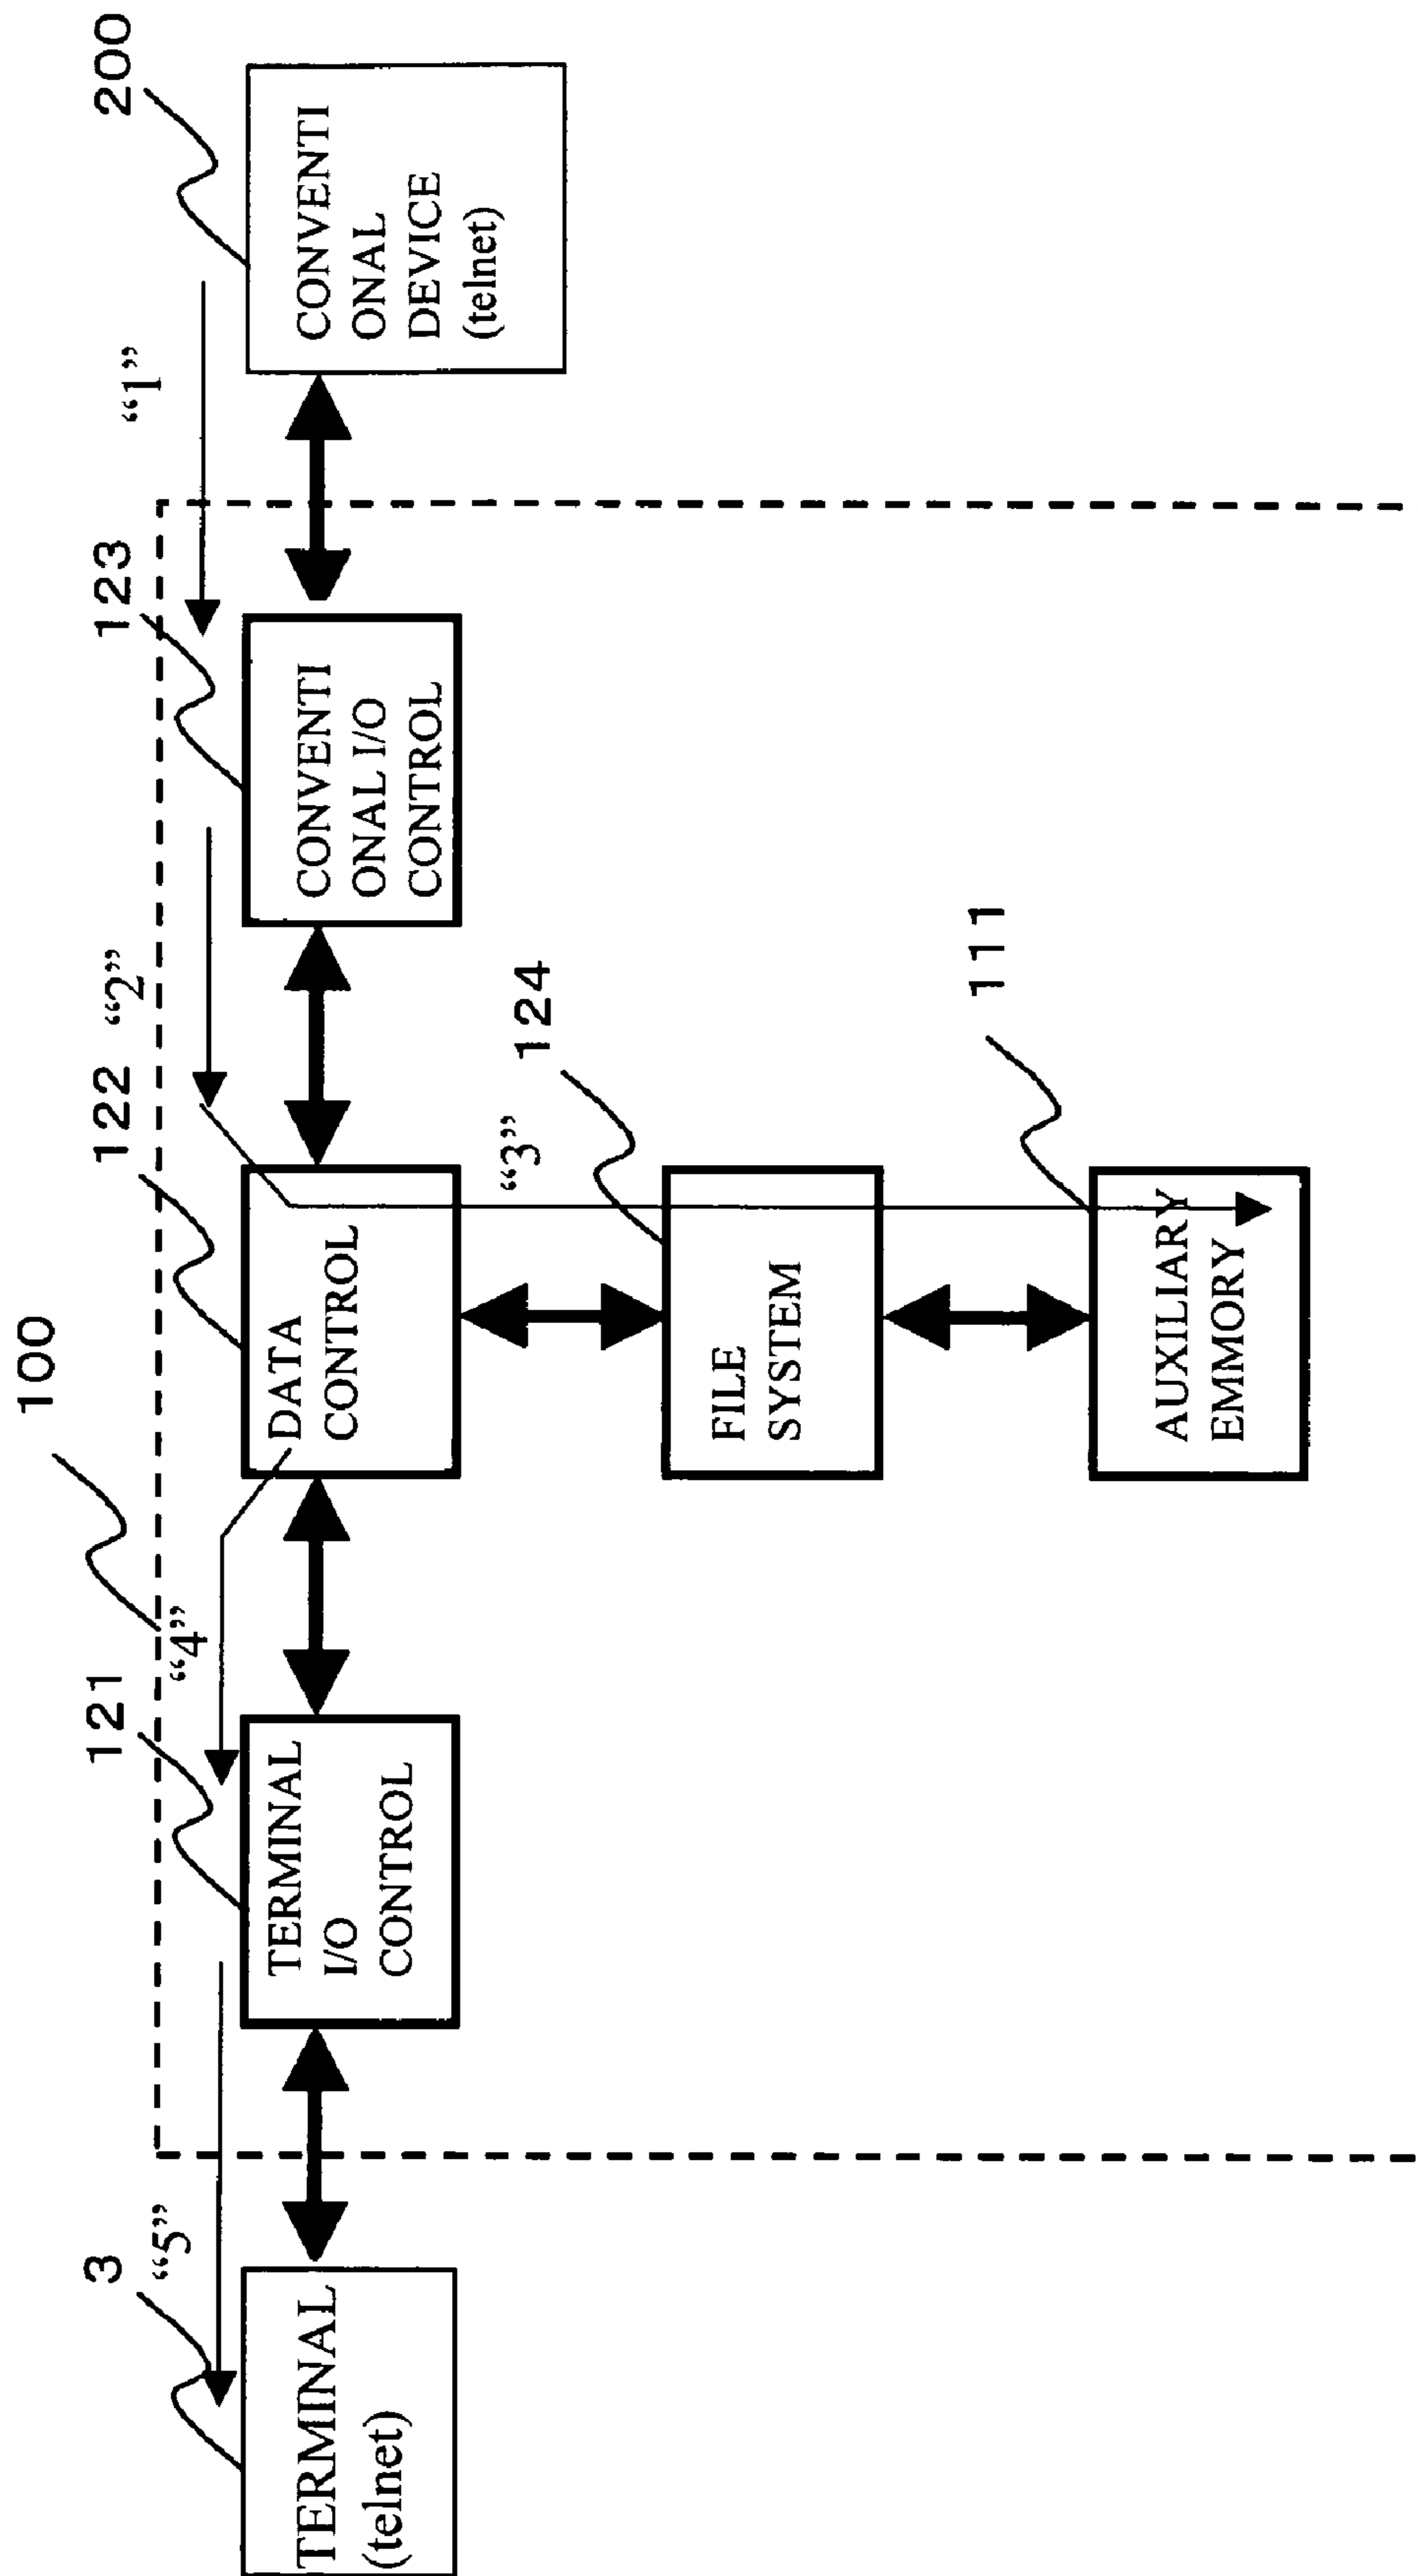 100
3
“5”
121
“4”
122
“2”
123
“1”
200
TERMINAL
(telnet)
TERMINAL
I/O
CONTROL
DATA
CONTROL
CONVENTI
ONAL I/O
CONTROL
CONVENTI
ONAL
DEVICE
(telnet)
“3”
124
FILE
SYSTEM
111
AUXILIARY
EMMORY